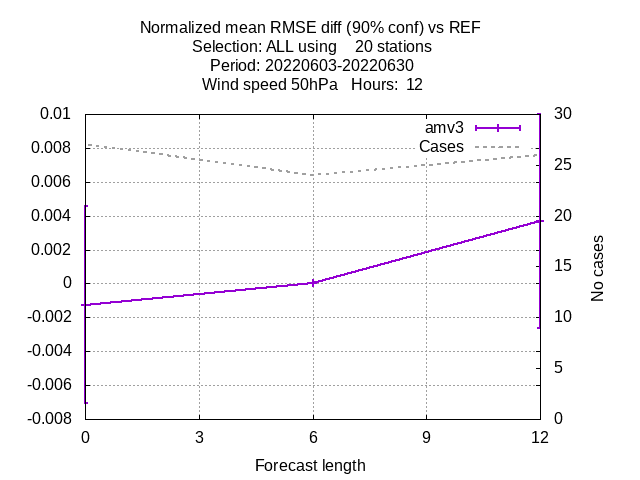 Normalized mean RMSE diff (90% conf) vs REF
Selection: ALL using    20 stations
Period: 20220603-20220630
Wind speed 50hPa   Hours:  12
0.01
0.008
0.006
0.004
0.002
0
-0.002
-0.004
-0.006
-0.008
amv3
Cases
30
25
20
15
10
5
0
No cases
0
3
6
9
12
Forecast length